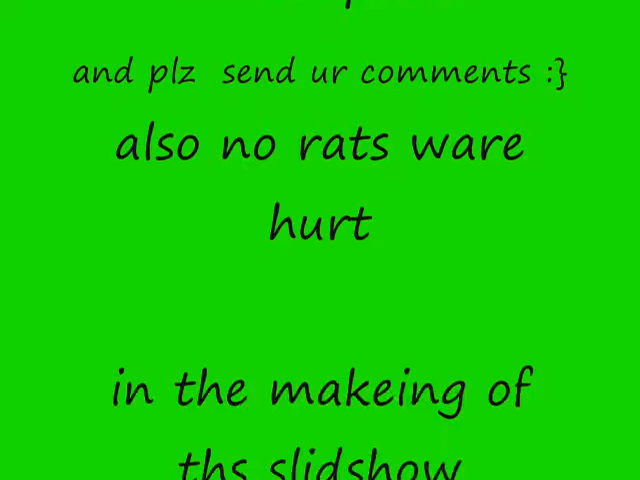 and plz send ur comments :}
also no rats ware
hurt
in the makeing of
ths slidshow